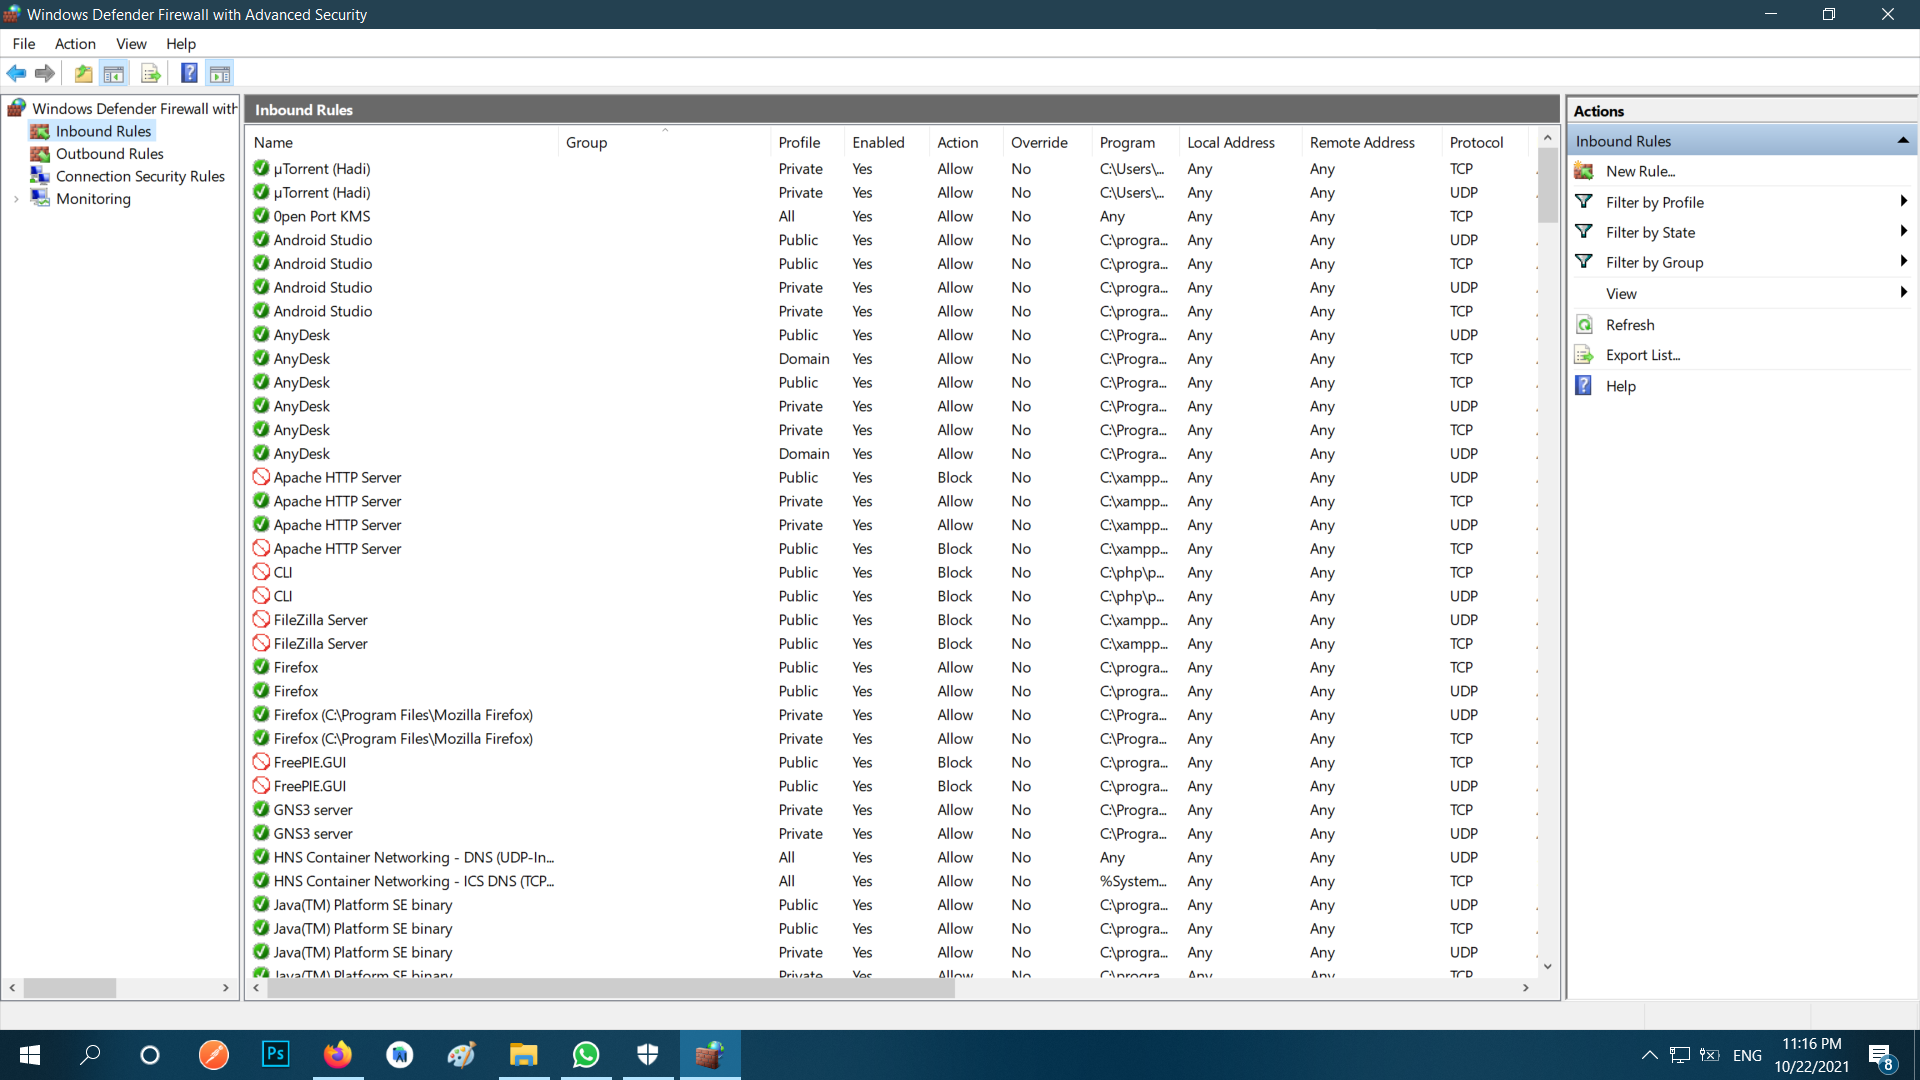 Windows Defender Firewall with Advanced Security
File Action View Help
Windows Defender Firewall with
Inbound Rules
Outbound Rules
Connection Security Rules
Monitoring
Inbound Rules
Name Group Profile Enabled Action Override Program Local Address Remote Address Protocol
µTorrent (Hadi) Private Yes Allow No C:\Users\... Any Any TCP
µTorrent (Hadi) Private Yes Allow No C:\Users\... Any Any UDP
0pen Port KMS All Yes Allow No Any Any Any TCP
Android Studio Public Yes Allow No C:\progra... Any Any UDP
Android Studio Public Yes Allow No C:\progra... Any Any TCP
Android Studio Private Yes Allow No C:\progra... Any Any UDP
Android Studio Private Yes Allow No C:\progra... Any Any TCP
AnyDesk Public Yes Allow No C:\Progra... Any Any UDP
AnyDesk Domain Yes Allow No C:\Progra... Any Any TCP
AnyDesk Public Yes Allow No C:\Progra... Any Any TCP
AnyDesk Private Yes Allow No C:\Progra... Any Any UDP
AnyDesk Private Yes Allow No C:\Progra... Any Any TCP
AnyDesk Domain Yes Allow No C:\Progra... Any Any UDP
Apache HTTP Server Public Yes Block No C:\xampp... Any Any UDP
Apache HTTP Server Private Yes Allow No C:\xampp... Any Any TCP
Apache HTTP Server Private Yes Allow No C:\xampp... Any Any UDP
Apache HTTP Server Public Yes Block No C:\xampp... Any Any TCP
CLI Public Yes Block No C:\php\p... Any Any TCP
CLI Public Yes Block No C:\php\p... Any Any UDP
FileZilla Server Public Yes Block No C:\xampp... Any Any UDP
FileZilla Server Public Yes Block No C:\xampp... Any Any TCP
Firefox Public Yes Allow No C:\progra... Any Any TCP
Firefox Public Yes Allow No C:\progra... Any Any UDP
Firefox (C:\Program Files\Mozilla Firefox) Private Yes Allow No C:\Progra... Any Any UDP
Firefox (C:\Program Files\Mozilla Firefox) Private Yes Allow No C:\Progra... Any Any TCP
FreePIE.GUI Public Yes Block No C:\progra... Any Any TCP
FreePIE.GUI Public Yes Block No C:\progra... Any Any UDP
GNS3 server Private Yes Allow No C:\Progra... Any Any TCP
GNS3 server Private Yes Allow No C:\Progra... Any Any UDP
HNS Container Networking - DNS (UDP-In... All Yes Allow No Any Any Any UDP
HNS Container Networking - ICS DNS (TCP... All Yes Allow No %System... Any Any TCP
Java(TM) Platform SE binary Public Yes Allow No C:\progra... Any Any UDP
Java(TM) Platform SE binary Public Yes Allow No C:\progra... Any Any TCP
Java(TM) Platform SE binary Private Yes Allow No C:\progra... Any Any UDP
Java(TM) Platform SE binary Private Yes Allow No C:\progra... Any Any TCP
Actions
Inbound Rules
New Rule...
Filter by Profile
Filter by State
Filter by Group
View
Refresh
Export List...
Help
Ps
ENG
11:16 PM
10/22/2021
8